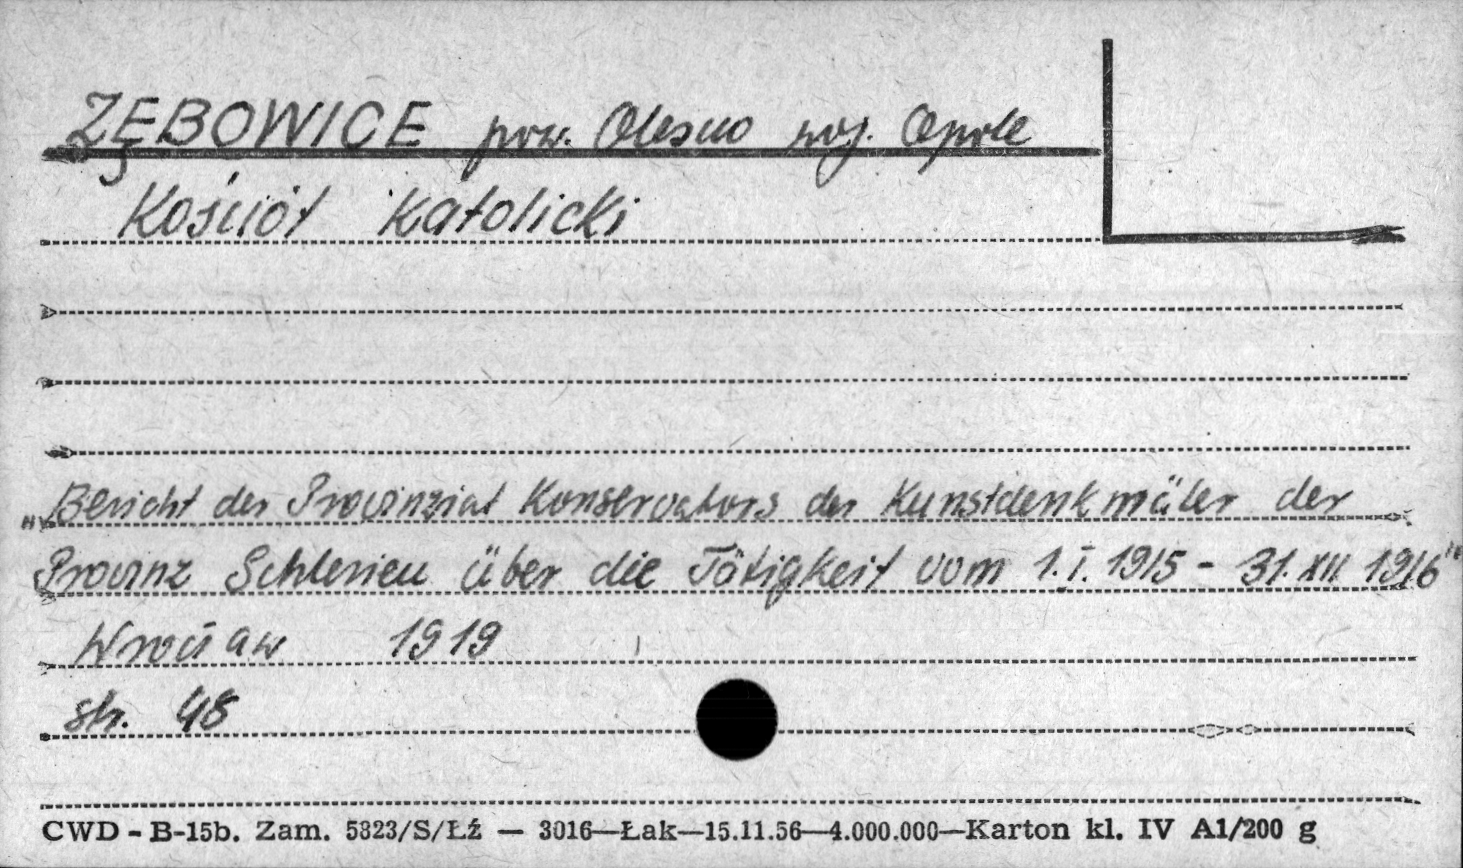 ZĘBOWICE pow. Olesno woj. Opole
Kościół Katolicki
"Bericht des Provinzial Konservators der Kunstdenkmäler der
Provinz Schlesien über die Tätigkeit vom 1.I.1915 - 31.XII 1916"
Wrocław 1919
str. 48
CWD - B-15b. Zam. 5823/S/Łź — 3016—Łak—15.11.56—4.000.000—Karton kl. IV A1/200 g